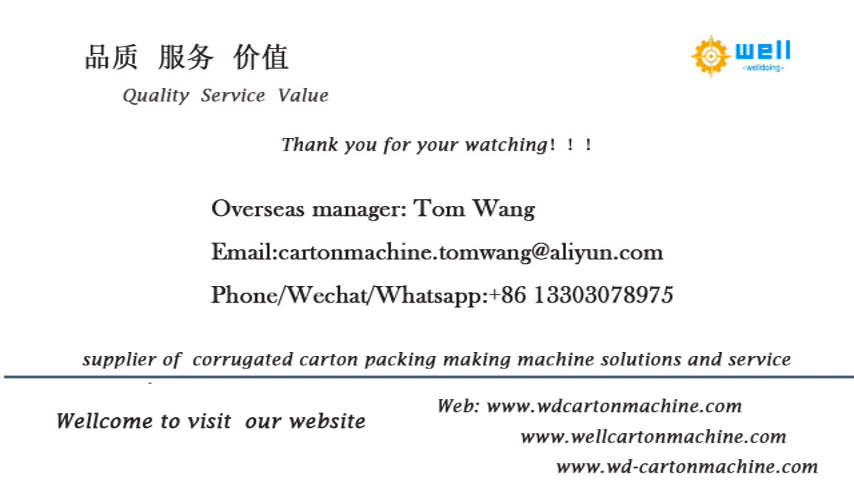 品质 服务 价值
well
-welldoing-
Quality Service Value
Thank you for your watching！！！
Overseas manager: Tom Wang
Email:cartonmachine.tomwang@aliyun.com
Phone/Wechat/Whatsapp:+86 13303078975
supplier of corrugated carton packing making machine solutions and service
Wellcome to visit our website
Web: www.wdcartonmachine.com
www.wellcartonmachine.com
www.wd-cartonmachine.com